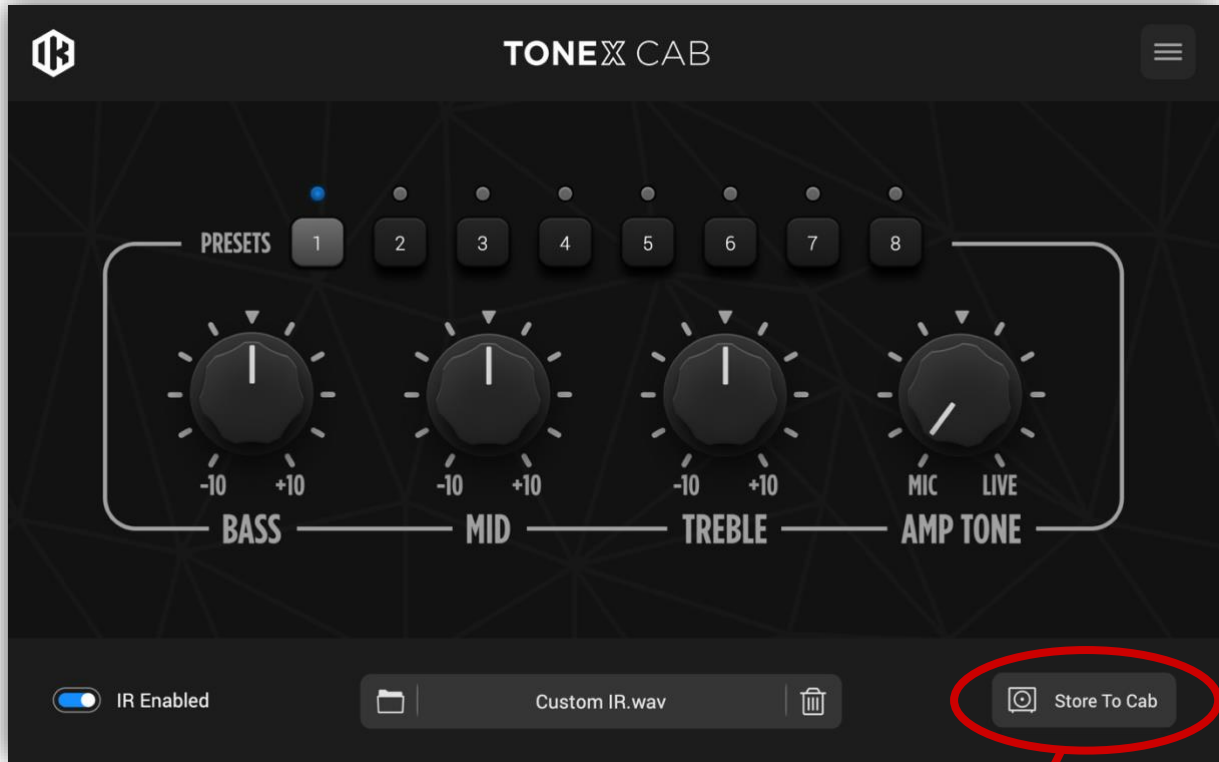 TONEX CAB
PRESETS 1 2 3 4 5 6 7 8
-10 +10 -10 +10 -10 +10 MIC LIVE
BASS MID TREBLE AMP TONE
IR Enabled Custom IR.wav Store To Cab